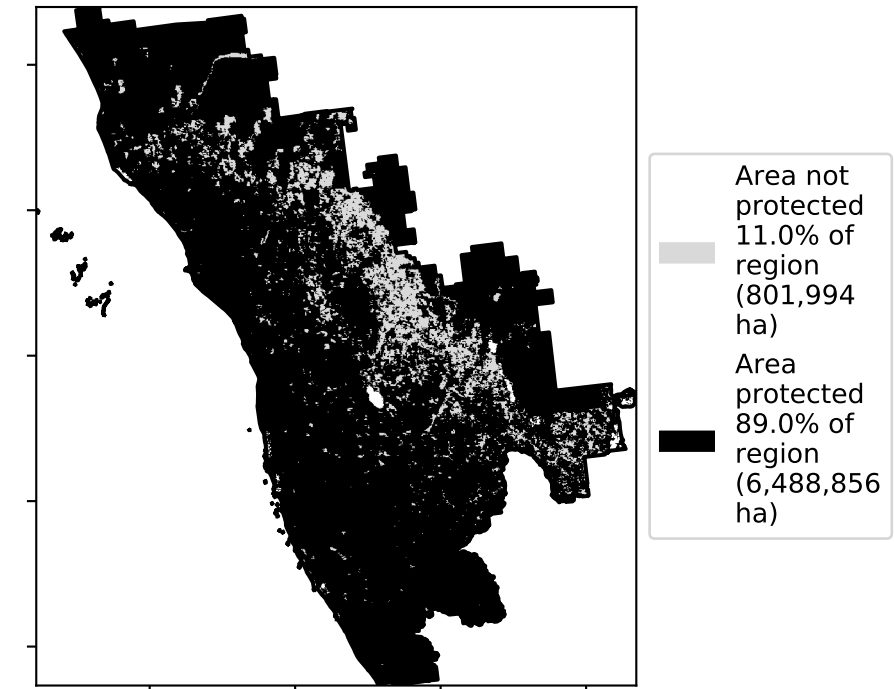 Area not
protected
11.0% of
region
(801,994
ha)
Area
protected
89.0% of
region
(6,488,856
ha)